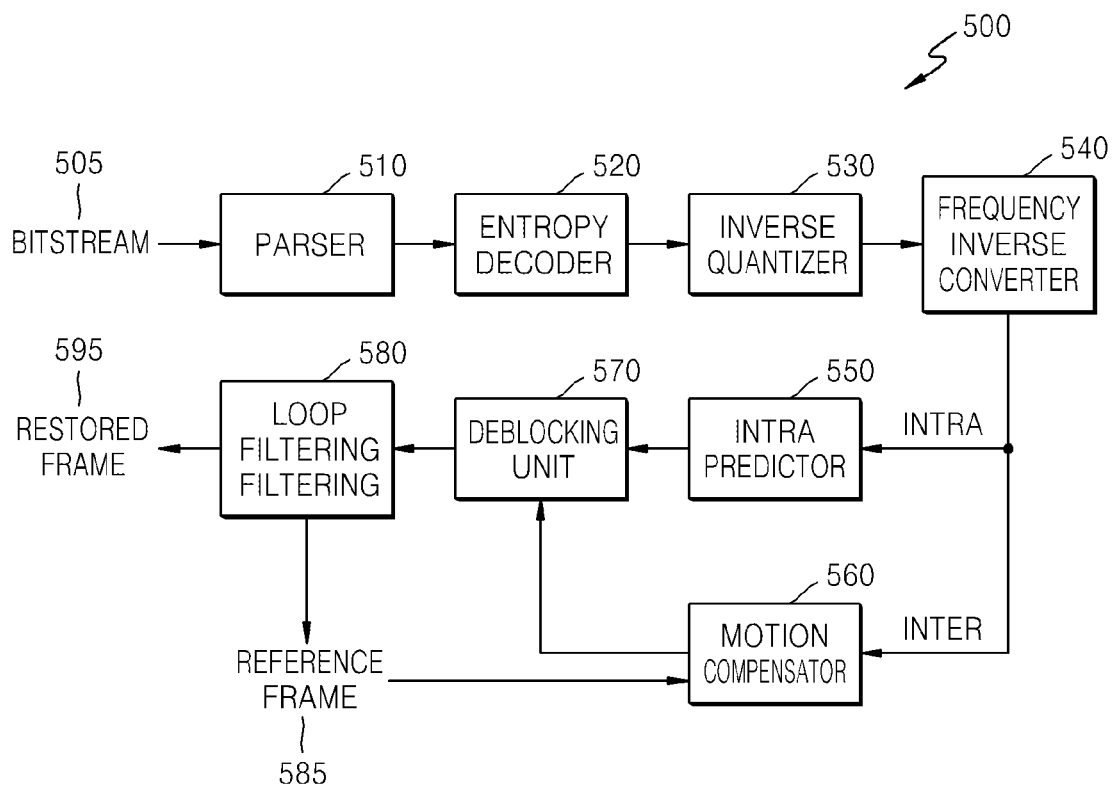 500
505
BITSTREAM
510
PARSER
520
ENTROPY
DECODER
530
INVERSE
QUANTIZER
540
FREQUENCY
INVERSE
CONVERTER
595
RESTORED
FRAME
580
LOOP
FILTERING
FILTERING
570
DEBLOCKING
UNIT
550
INTRA
PREDICTOR
INTRA
560
MOTION
COMPENSATOR
INTER
REFERENCE
FRAME
585